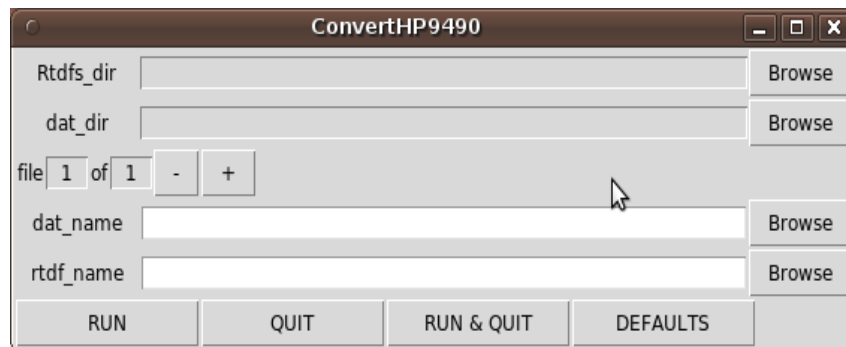 ConvertHP9490
Rtdfs_dir Browse
dat_dir Browse
file 1 of 1 - +
dat_name Browse
rtdf_name Browse
RUN QUIT RUN & QUIT DEFAULTS